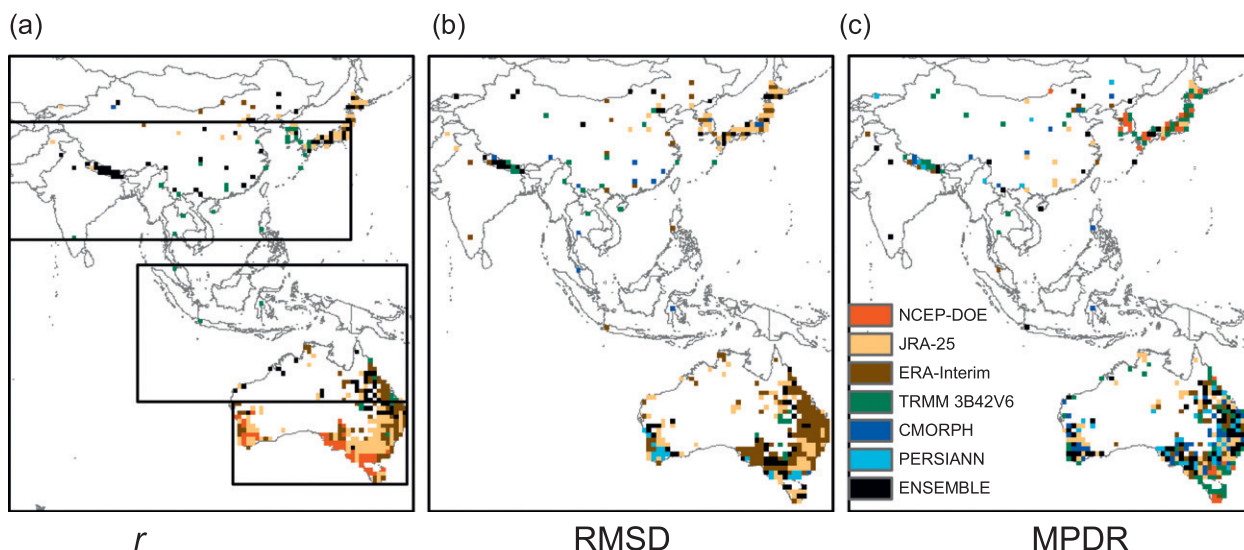 (a)
(b)
(c)
NCEP-DOE
JRA-25
ERA-Interim
TRMM 3B42V6
CMORPH
PERSIANN
ENSEMBLE
r
RMSD
MPDR